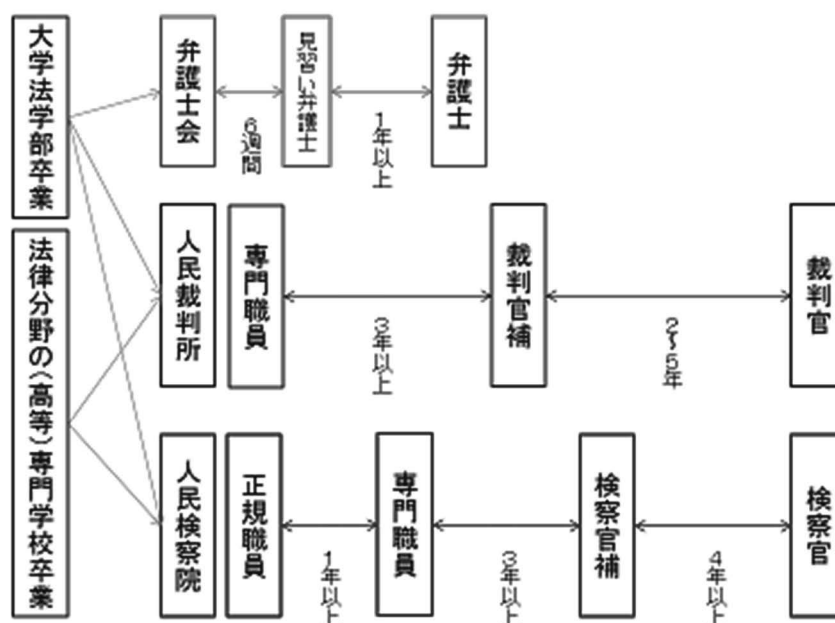 大学法学部卒業
弁護士会
6週間
見習い弁護士
1年以上
弁護士
法律分野の(高等)専門学校卒業
人民裁判所
専門職員
3年以上
裁判官補
2~5年
裁判官
人民検察院
正規職員
1年以上
専門職員
3年以上
検察官補
4年以上
検察官